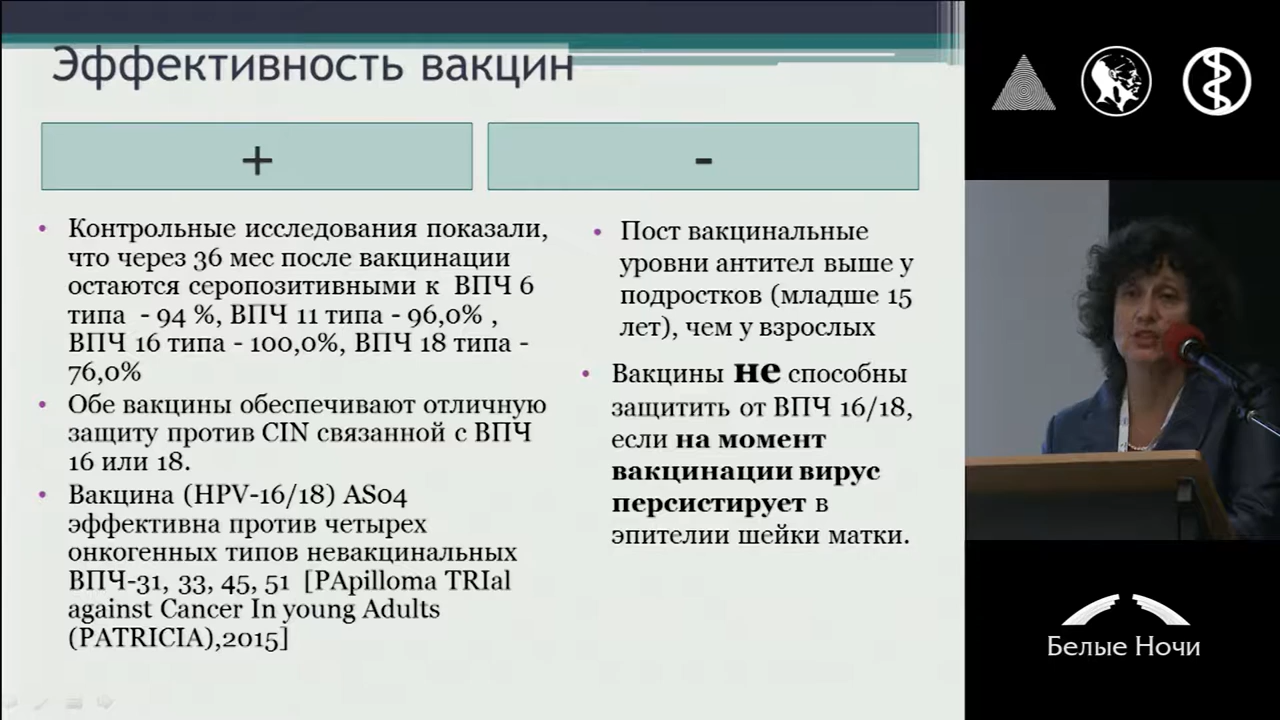 Эффективность вакцин
+
-
• Контрольные исследования показали,
что через 36 мес после вакцинации
остаются серопозитивными к ВПЧ 6
типа - 94 %, ВПЧ 11 типа - 96,0% ,
ВПЧ 16 типа - 100,0%, ВПЧ 18 типа -
76,0%
• Обе вакцины обеспечивают отличную
защиту против CIN связанной с ВПЧ
16 или 18.
• Вакцина (HPV-16/18) AS04
эффективна против четырех
онкогенных типов невакцинальных
ВПЧ-31, 33, 45, 51 [PApilloma TRIal
against Cancer In young Adults
(PATRICIA),2015]
• Пост вакцинальные
уровни антител выше у
подростков (младше 15
лет), чем у взрослых
• Вакцины не способны
защитить от ВПЧ 16/18,
если на момент
вакцинации вирус
персистирует в
эпителии шейки матки.
Белые Ночи